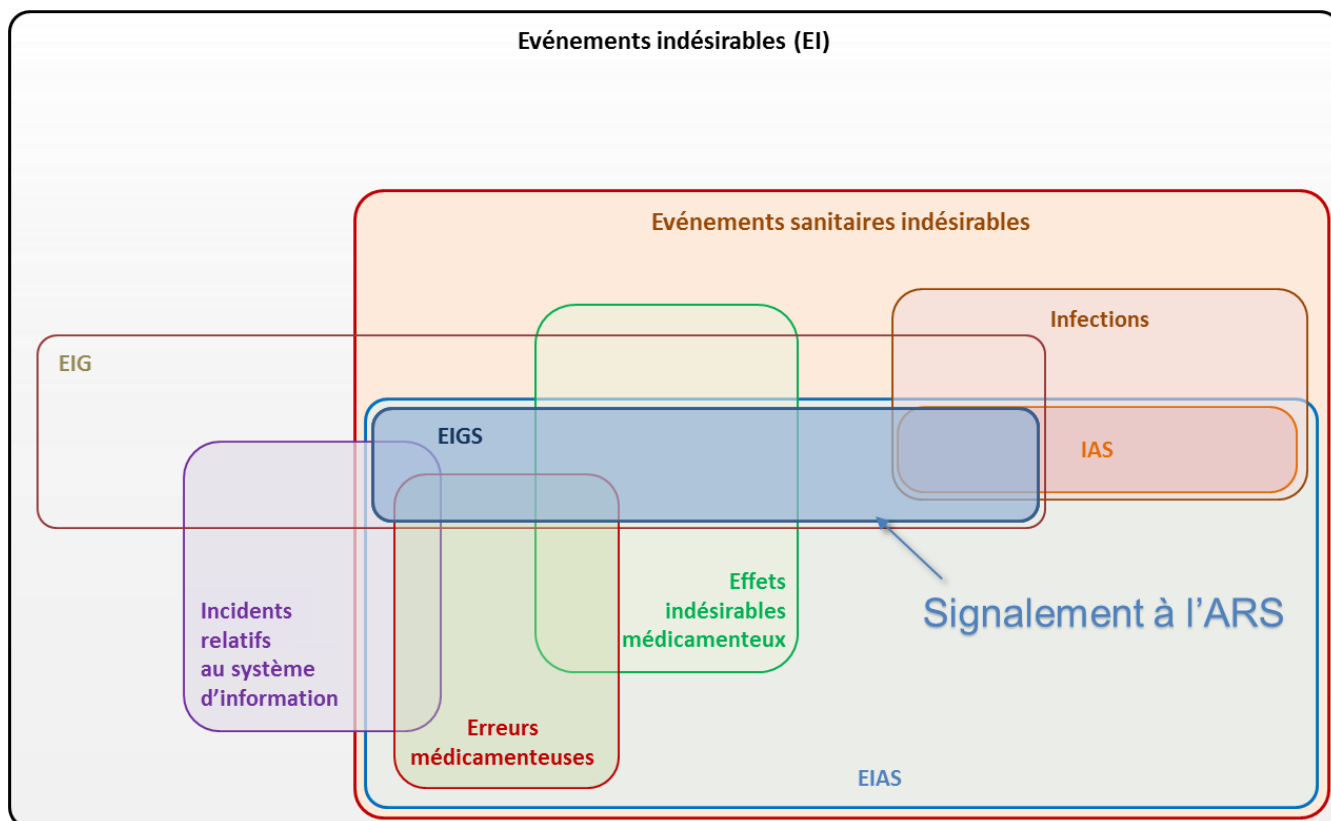 Evénements indésirables (EI)
Evénements sanitaires indésirables
Infections
EIG
EIGS
IAS
Effets
indésirables
médicamenteux
Signalement à l'ARS
Incidents
relatifs
au système
d'information
Erreurs
médicamenteuses
EIAS